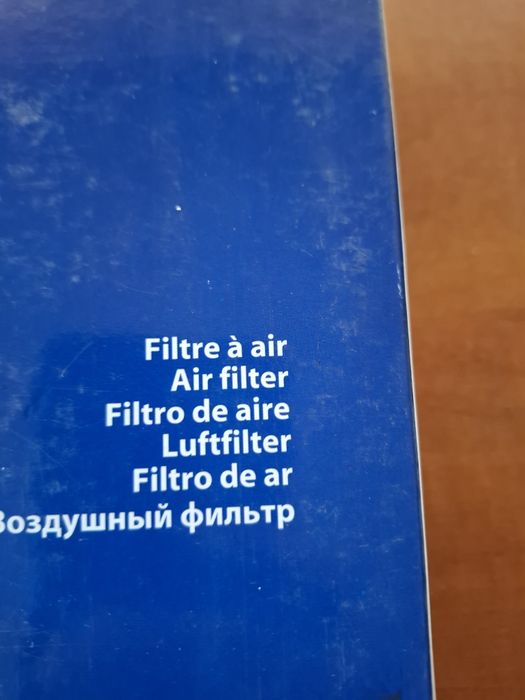 Filtre à air
Air filter
Filtro de aire
Luftfilter
Filtro de ar
Воздушный фильтр